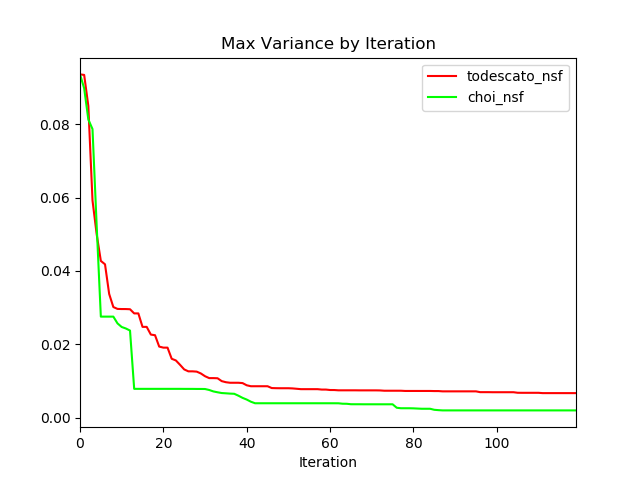 Max Variance by Iteration
todescato_nsf
choi_nsf
0.08
0.06
0.04
0.02
0.00
0 20 40 60 80 100
Iteration